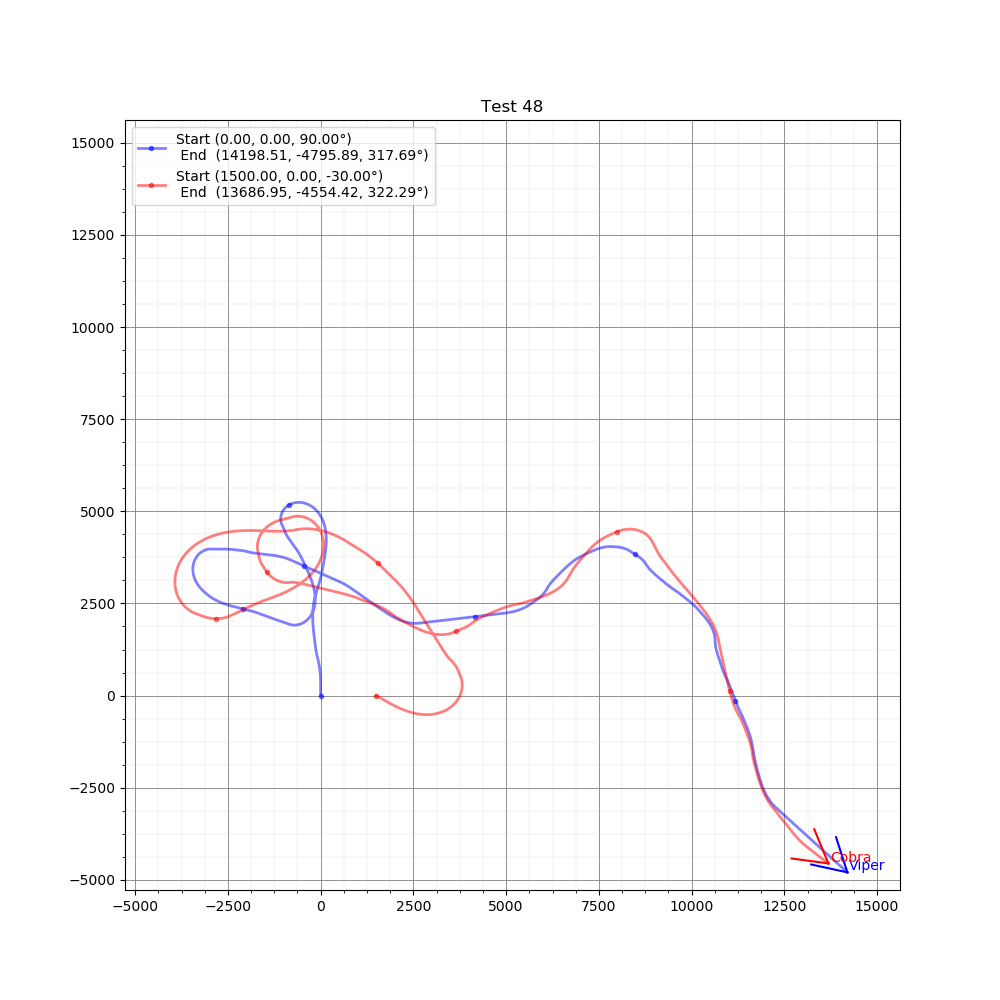 Test 48
Start (0.00, 0.00, 90.00°)
End (14198.51, -4795.89, 317.69°)
Start (1500.00, 0.00, -30.00°)
End (13686.95, -4554.42, 322.29°)
15000
12500
10000
7500
5000
2500
0
−2500
−5000
Cobra
Viper
−5000 −2500 0 2500 5000 7500 10000 12500 15000